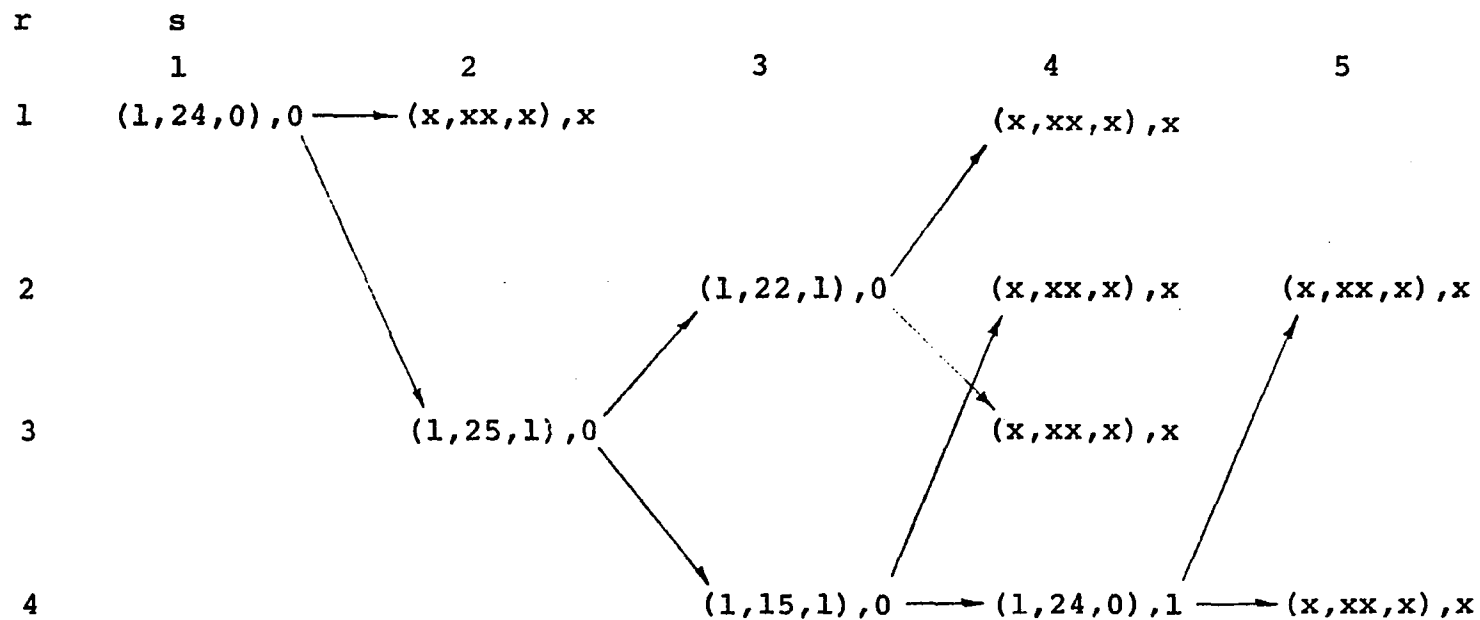 r s
1 2 3 4 5
1 (1,24,0),0 (x,xx,x),x (x,xx,x),x
2 (1,22,1),0 (x,xx,x),x (x,xx,x),x
3 (1,25,1),0 (x,xx,x),x
4 (1,15,1),0 (1,24,0),1 (x,xx,x),x